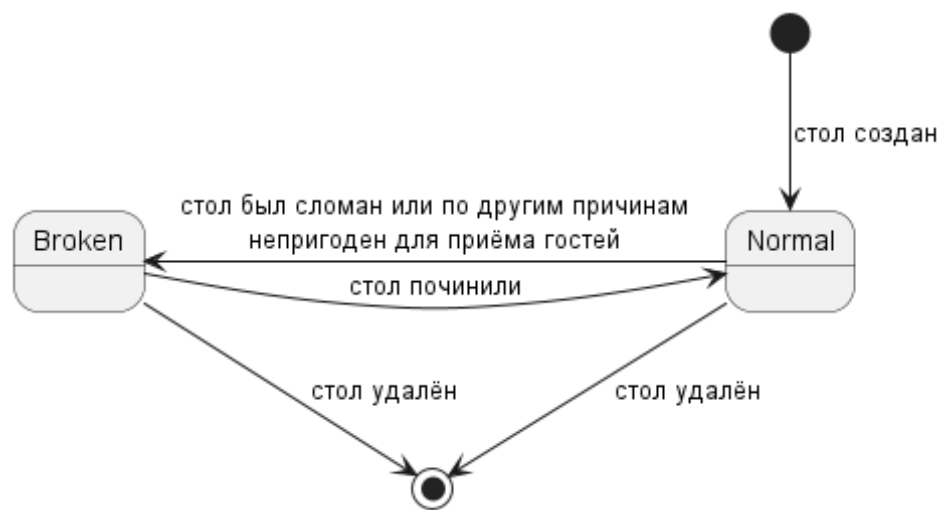 стол создан
стол был сломан или по другим причинам
непригоден для приёма гостей
Broken
Normal
стол починили
стол удалён
стол удалён